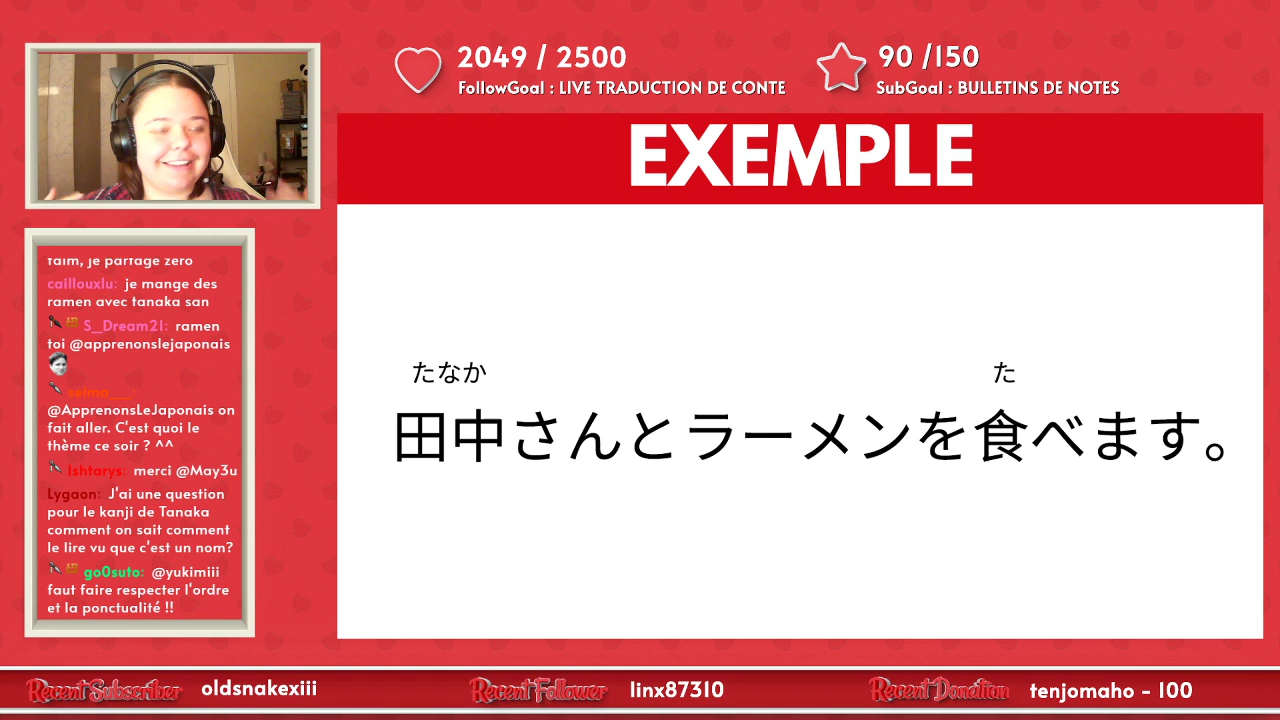 2049 / 2500
FollowGoal : LIVE TRADUCTION DE CONTE
90 /150
SubGoal : BULLETINS DE NOTES
EXEMPLE
たなか
た
田中さんとラーメンを食べます。
faim, je partage zero
caillouxlu: je mange des
ramen avec tanaka san
S_Dream21: ramen
toi @apprenonslejaponais
seima___:
@ApprenonsLeJaponais on
fait aller. C'est quoi le
thème ce soir ? ^^
Ishtarys: merci @May3u
Lygaon: J'ai une question
pour le kanji de Tanaka
comment on sait comment
le lire vu que c'est un nom?
go0suto: @yukimiii
faut faire respecter l'ordre
et la ponctualité !!
Recent Subscriber oldsnakexiii
Recent Follower linx87310
Recent Donation tenjomaho - 100